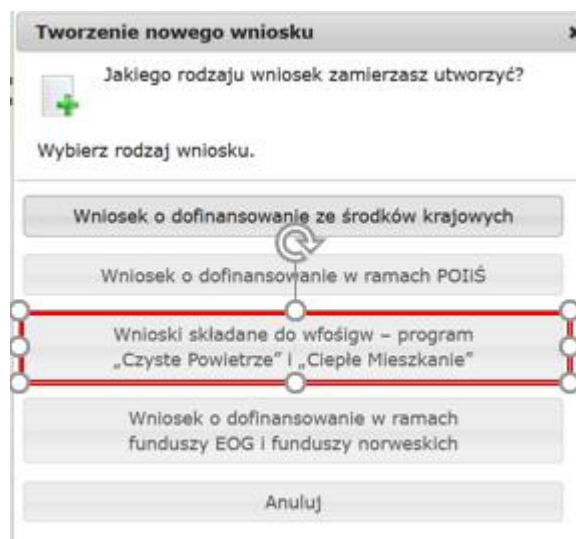 Tworzenie nowego wniosku
Jakiego rodzaju wniosek zamierzasz utworzyć?
Wybierz rodzaj wniosku.
Wniosek o dofinansowanie ze środków krajowych
Wniosek o dofinansowanie w ramach POIiŚ
Wnioski składane do wfośigw – program
„Czyste Powietrze” i „Ciepłe Mieszkanie”
Wniosek o dofinansowanie w ramach
funduszy EOG i funduszy norweskich
Anuluj